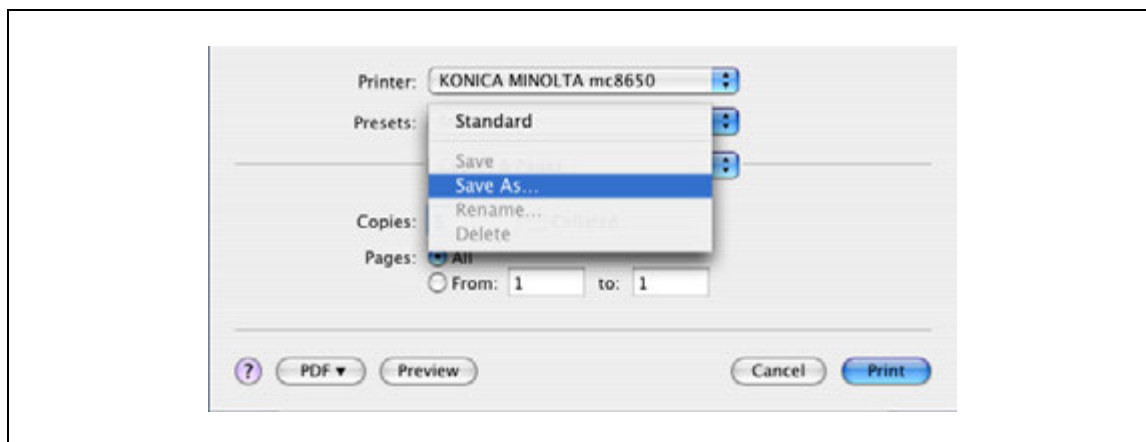 Printer: KONICA MINOLTA mc8650
Presets: Standard
Save
Save As...
Rename...
Delete
Copies:
Pages: All
From: 1 to: 1
? PDF Preview Cancel Print